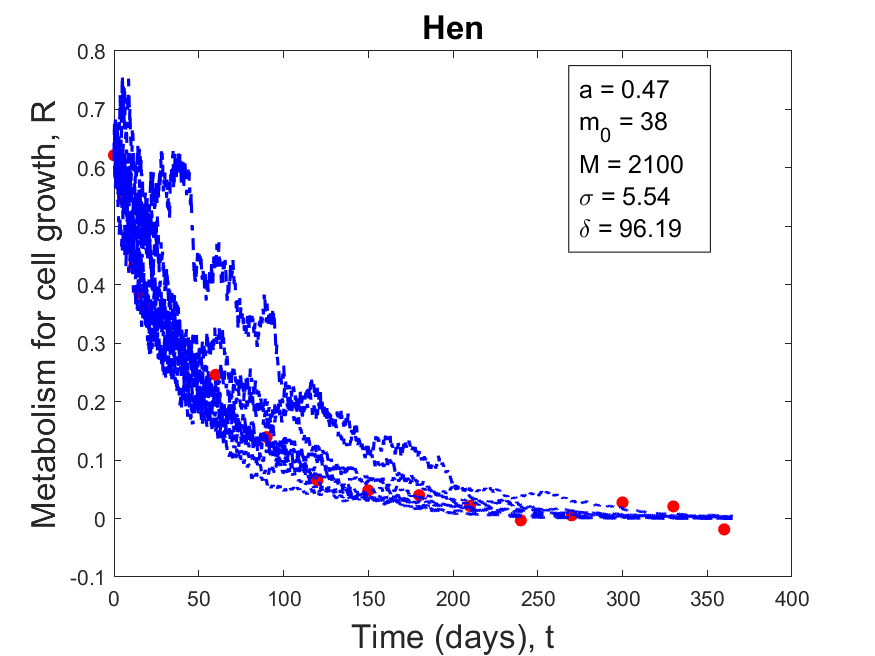 Hen
Metabolism for cell growth, R
0.8
0.7
0.6
0.5
0.4
0.3
0.2
0.1
0
-0.1
a = 0.47
m₀ = 38
M = 2100
σ = 5.54
δ = 96.19
0 50 100 150 200 250 300 350 400
Time (days), t